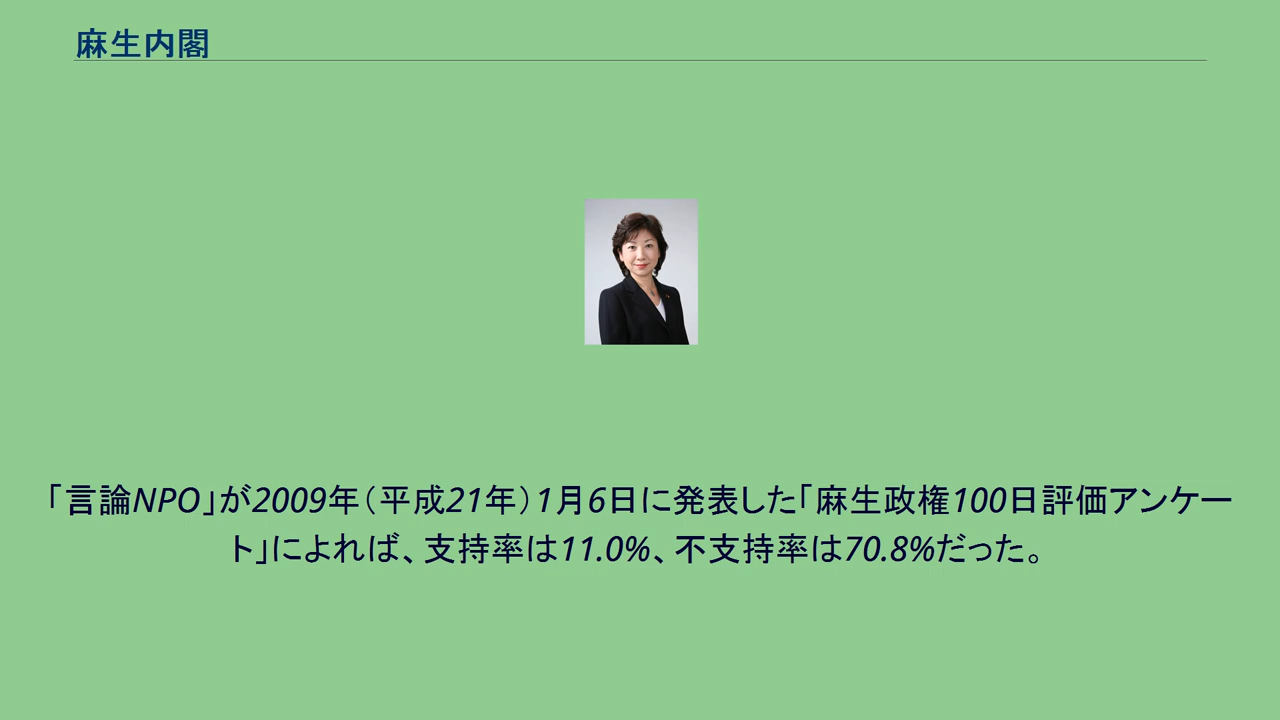 麻生内閣
「言論NPO」が2009年（平成21年）1月6日に発表した「麻生政権100日評価アンケー
ト」によれば、支持率は11.0%、不支持率は70.8%だった。